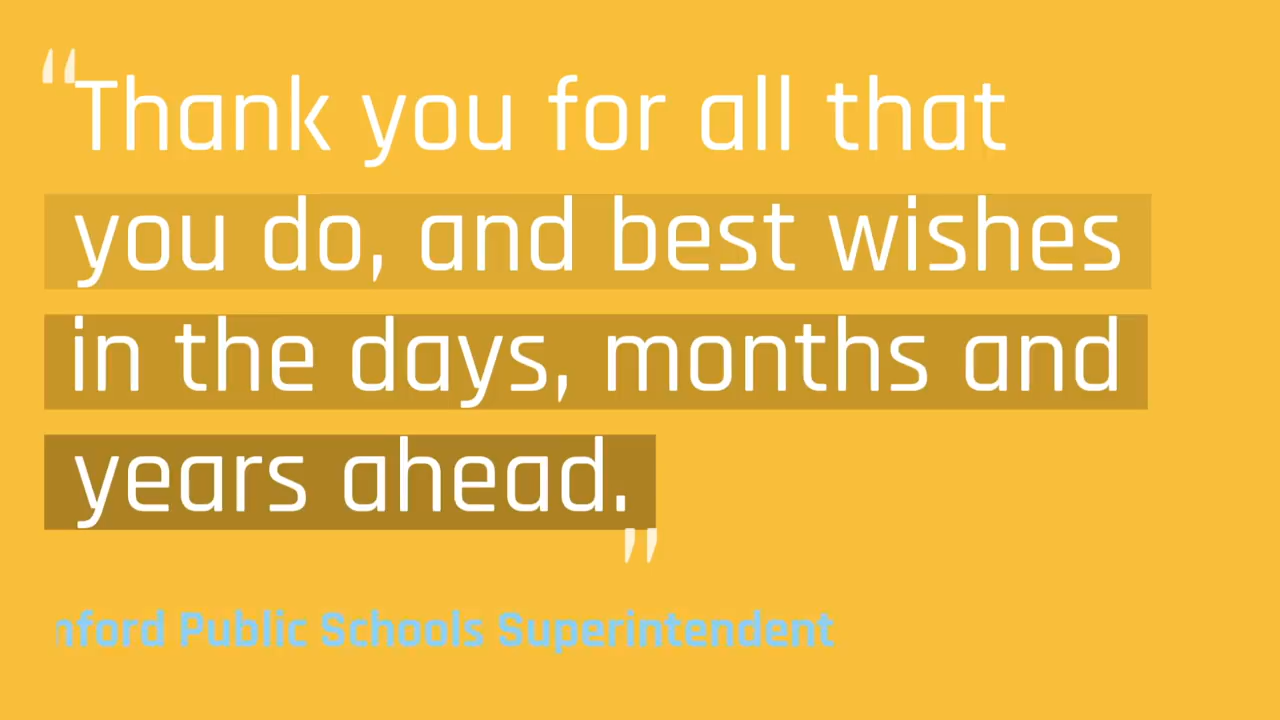 “Thank you for all that
you do, and best wishes
in the days, months and
years ahead.”
Public Schools Superintendent